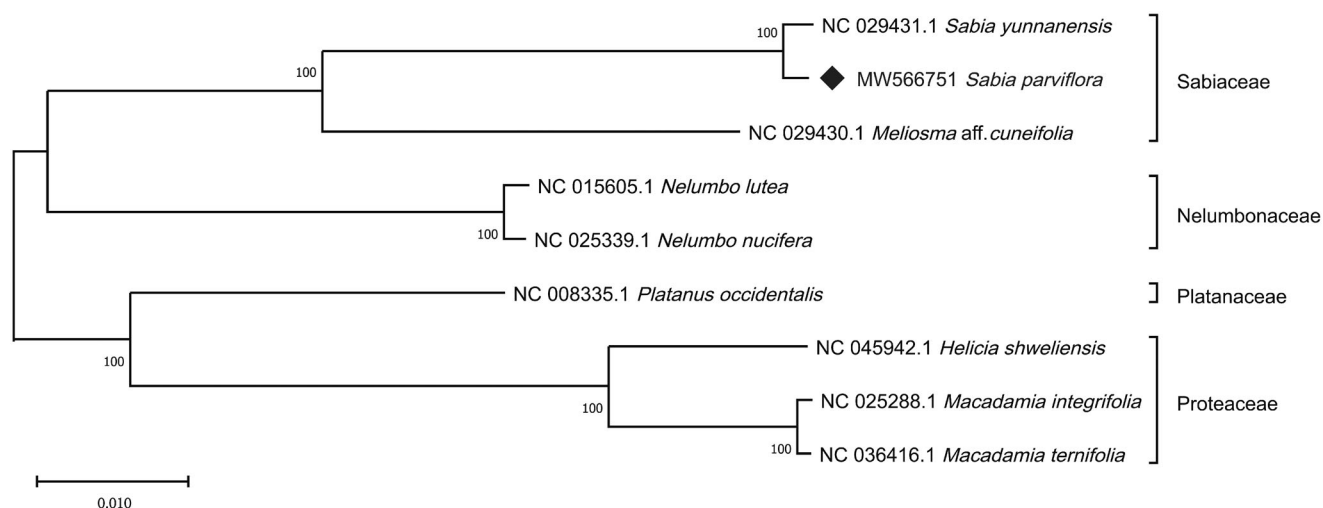 100
NC 029431.1 Sabia yunnanensis
100
MW566751 Sabia parviflora
Sabiaceae
NC 029430.1 Meliosma aff.cuneifolia
NC 015605.1 Nelumbo lutea
Nelumbonaceae
100
NC 025339.1 Nelumbo nucifera
NC 008335.1 Platanus occidentalis
Platanaceae
100
NC 045942.1 Helicia shweliensis
100
NC 025288.1 Macadamia integrifolia
Proteaceae
100
NC 036416.1 Macadamia ternifolia
0.010